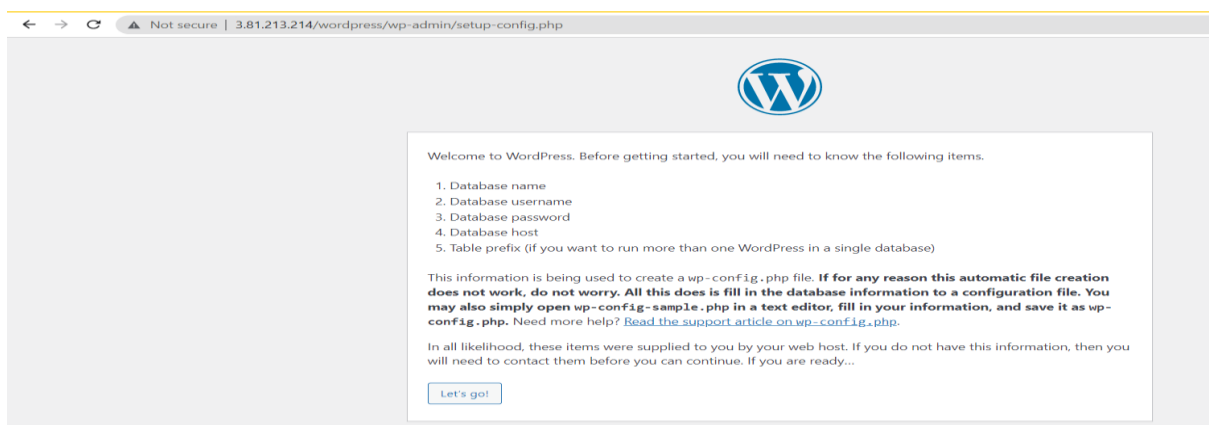 Not secure | 3.81.213.214/wordpress/wp-admin/setup-config.php
Welcome to WordPress. Before getting started, you will need to know the following items.
1. Database name
2. Database username
3. Database password
4. Database host
5. Table prefix (if you want to run more than one WordPress in a single database)
This information is being used to create a wp-config.php file. If for any reason this automatic file creation
does not work, do not worry. All this does is fill in the database information to a configuration file. You
may also simply open wp-config-sample.php in a text editor, fill in your information, and save it as wp-
config.php. Need more help? Read the support article on wp-config.php.
In all likelihood, these items were supplied to you by your web host. If you do not have this information, then you
will need to contact them before you can continue. If you are ready...
Let's go!